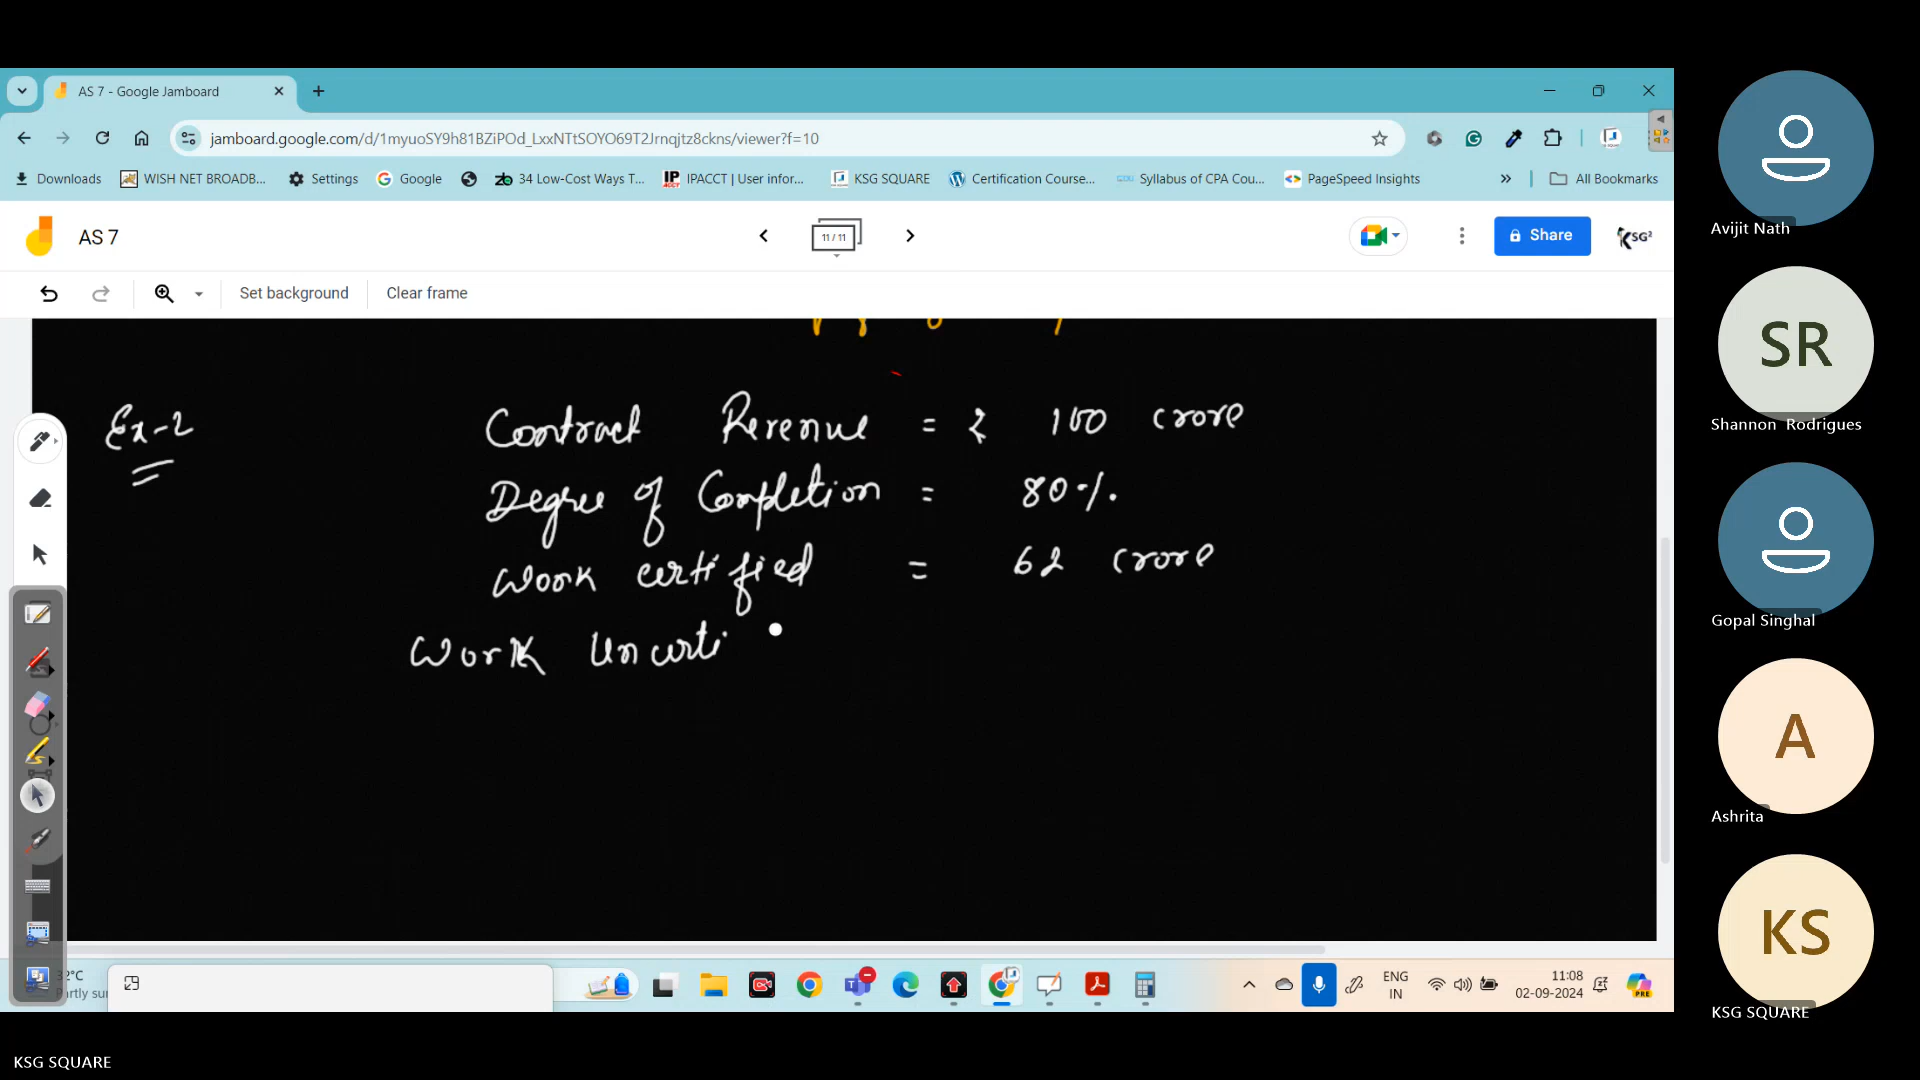 AS 7 - Google Jamboard
jamboard.google.com/d/1myuoSY9h81BZiPOd_LxxNTtSOYO69T2Jrnqjtz8ckns/viewer?f=10
Downloads WISH NET BROADB... Settings Google 34 Low-Cost Ways T... IPACCT | User infor... KSG SQUARE Certification Course... Syllabus of CPA Cou... PageSpeed Insights » All Bookmarks
AS 7
11 / 11
Share
KSG²
Set background Clear frame
Ex-2
Contract Revenue = ₹ 100 crore
Degree of Completion = 80%.
Work certified = 62 crore
Work Uncerti
32°C
Partly su
ENG
IN
11:08
02-09-2024
Avijit Nath
SR
Shannon Rodrigues
Gopal Singhal
A
Ashrita
KS
KSG SQUARE
KSG SQUARE